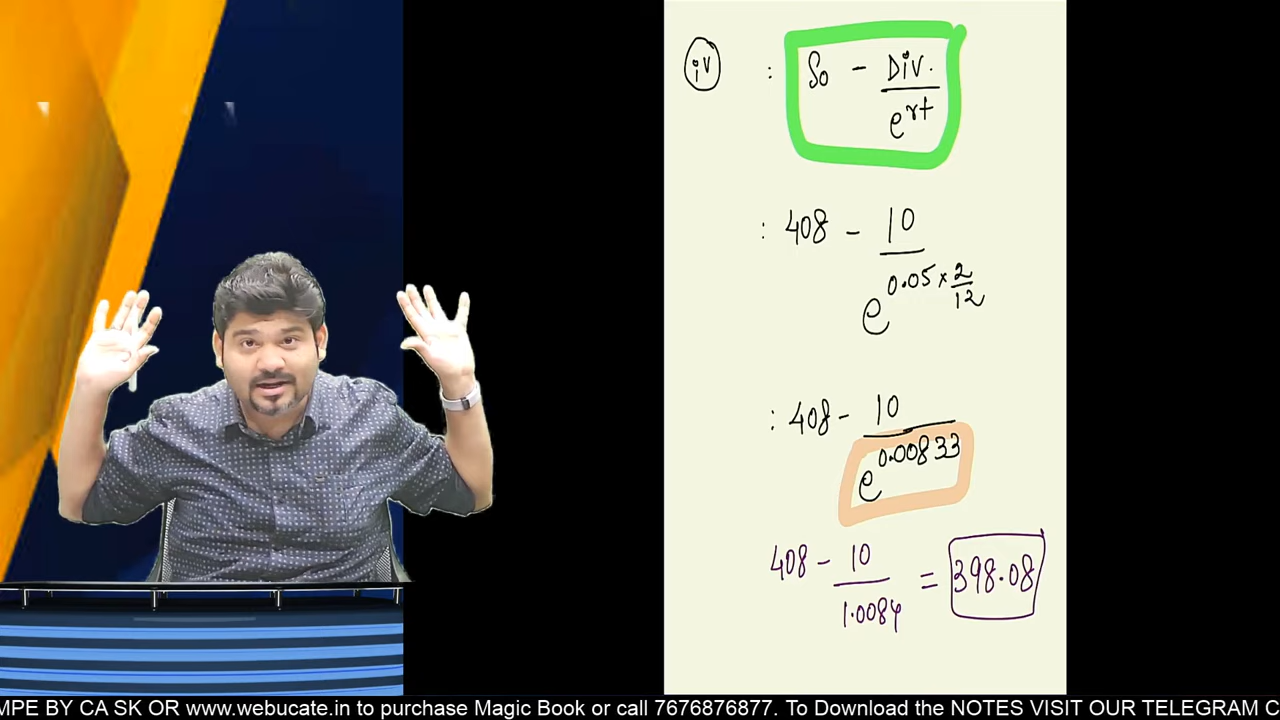 iv : So - Div. / e^rt
: 408 - 10 / e^0.05 × 2/12
: 408 - 10 / e^0.00833
408 - 10 / 1.0084 = 398.08
MPE BY CA SK OR www.webucate.in to purchase Magic Book or call 7676876877. To Download the NOTES VISIT OUR TELEGRAM C